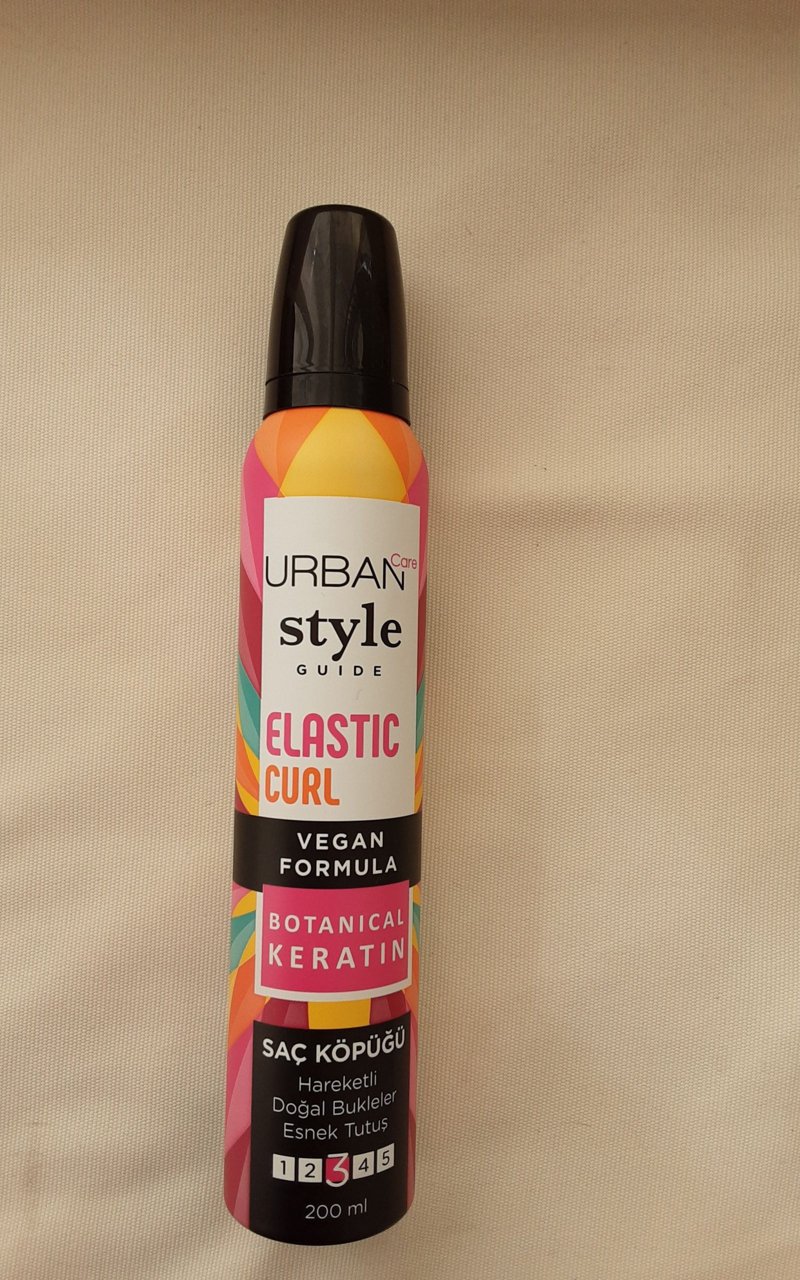 URBAN Care
style
GUIDE
ELASTIC
CURL
VEGAN
FORMULA
BOTANICAL
KERATIN
SAÇ KÖPÜĞÜ
Hareketli
Doğal Bukleler
Esnek Tutuş
1 2 3 4 5
200 ml